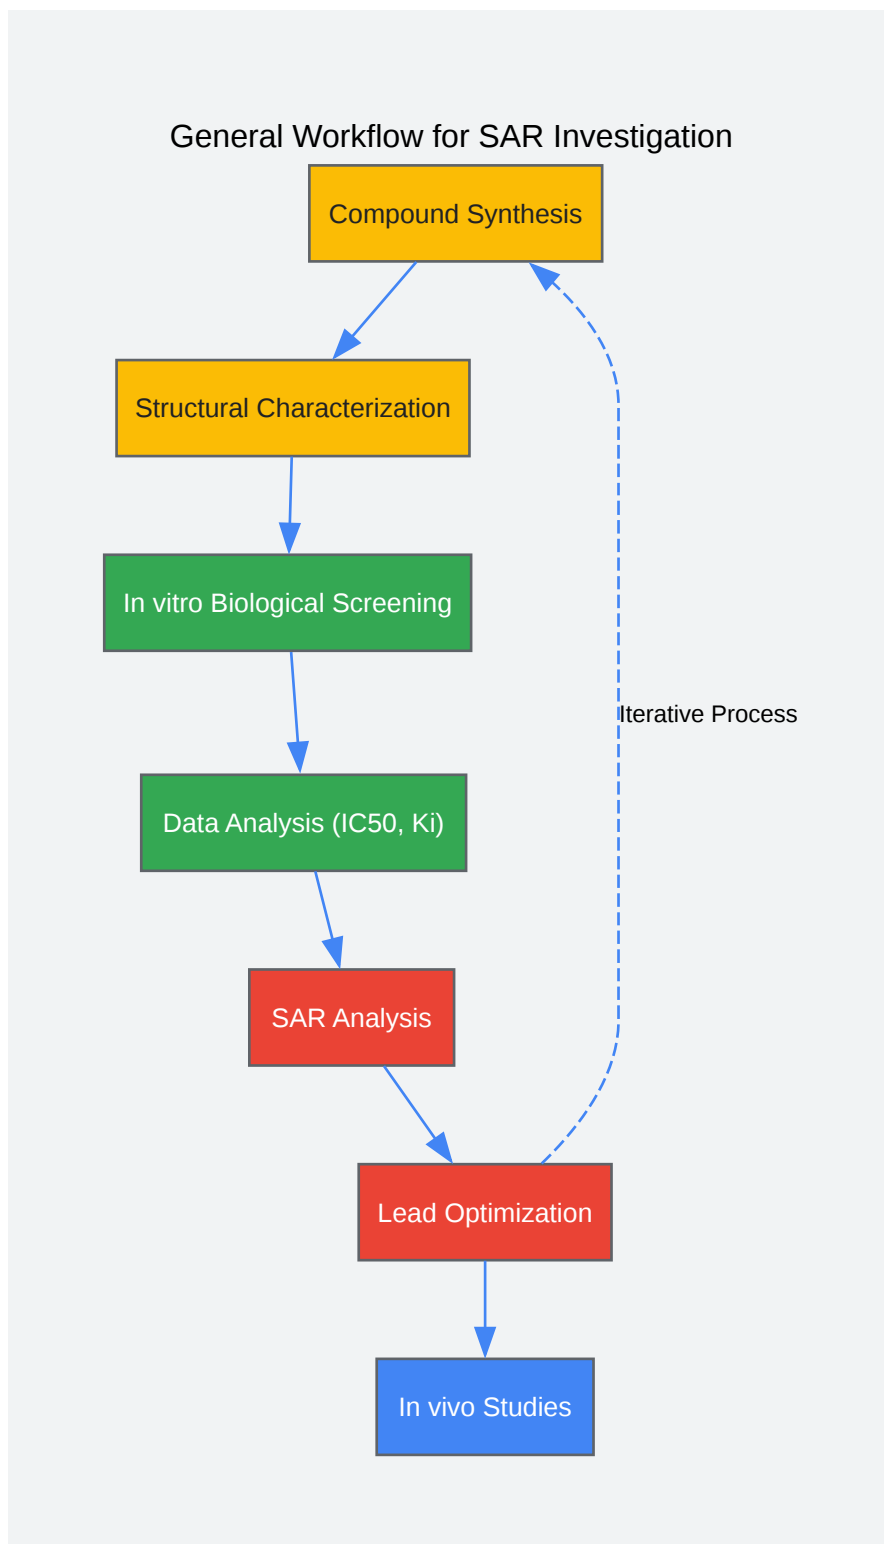 General Workflow for SAR Investigation
Compound Synthesis
Structural Characterization
In vitro Biological Screening
Iterative Process
Data Analysis (IC50, Ki)
SAR Analysis
Lead Optimization
In vivo Studies